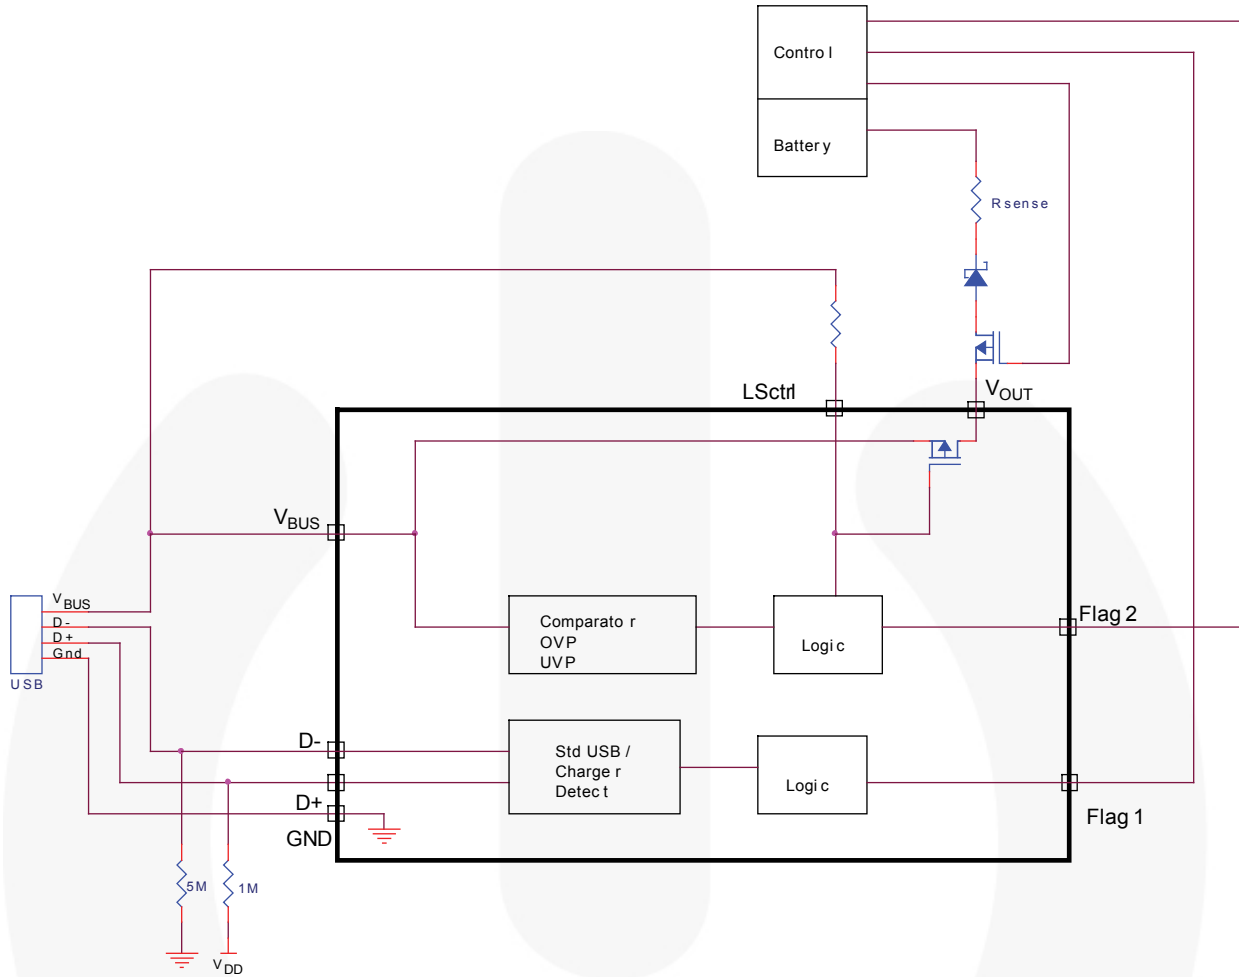 Control
Battery
Rsense
LSctrl
VOUT
VBUS
VBUS
D-
D+
Gnd
USB
Comparator
OVP
UVP
Logic
Flag 2
D-
Std USB /
Charger
Detect
Logic
D+
GND
Flag 1
5M
1M
VDD